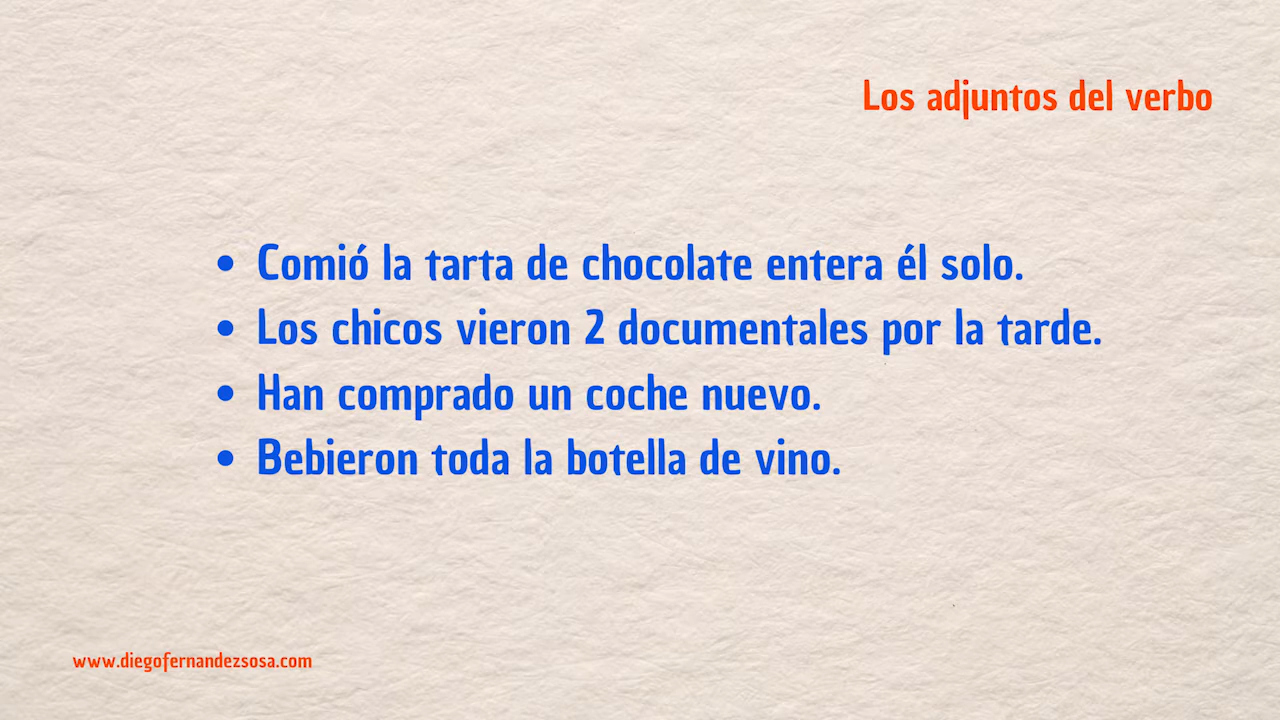 Los adjuntos del verbo
• Comió la tarta de chocolate entera él solo.
• Los chicos vieron 2 documentales por la tarde.
• Han comprado un coche nuevo.
• Bebieron toda la botella de vino.
www.diegofernandezsosa.com